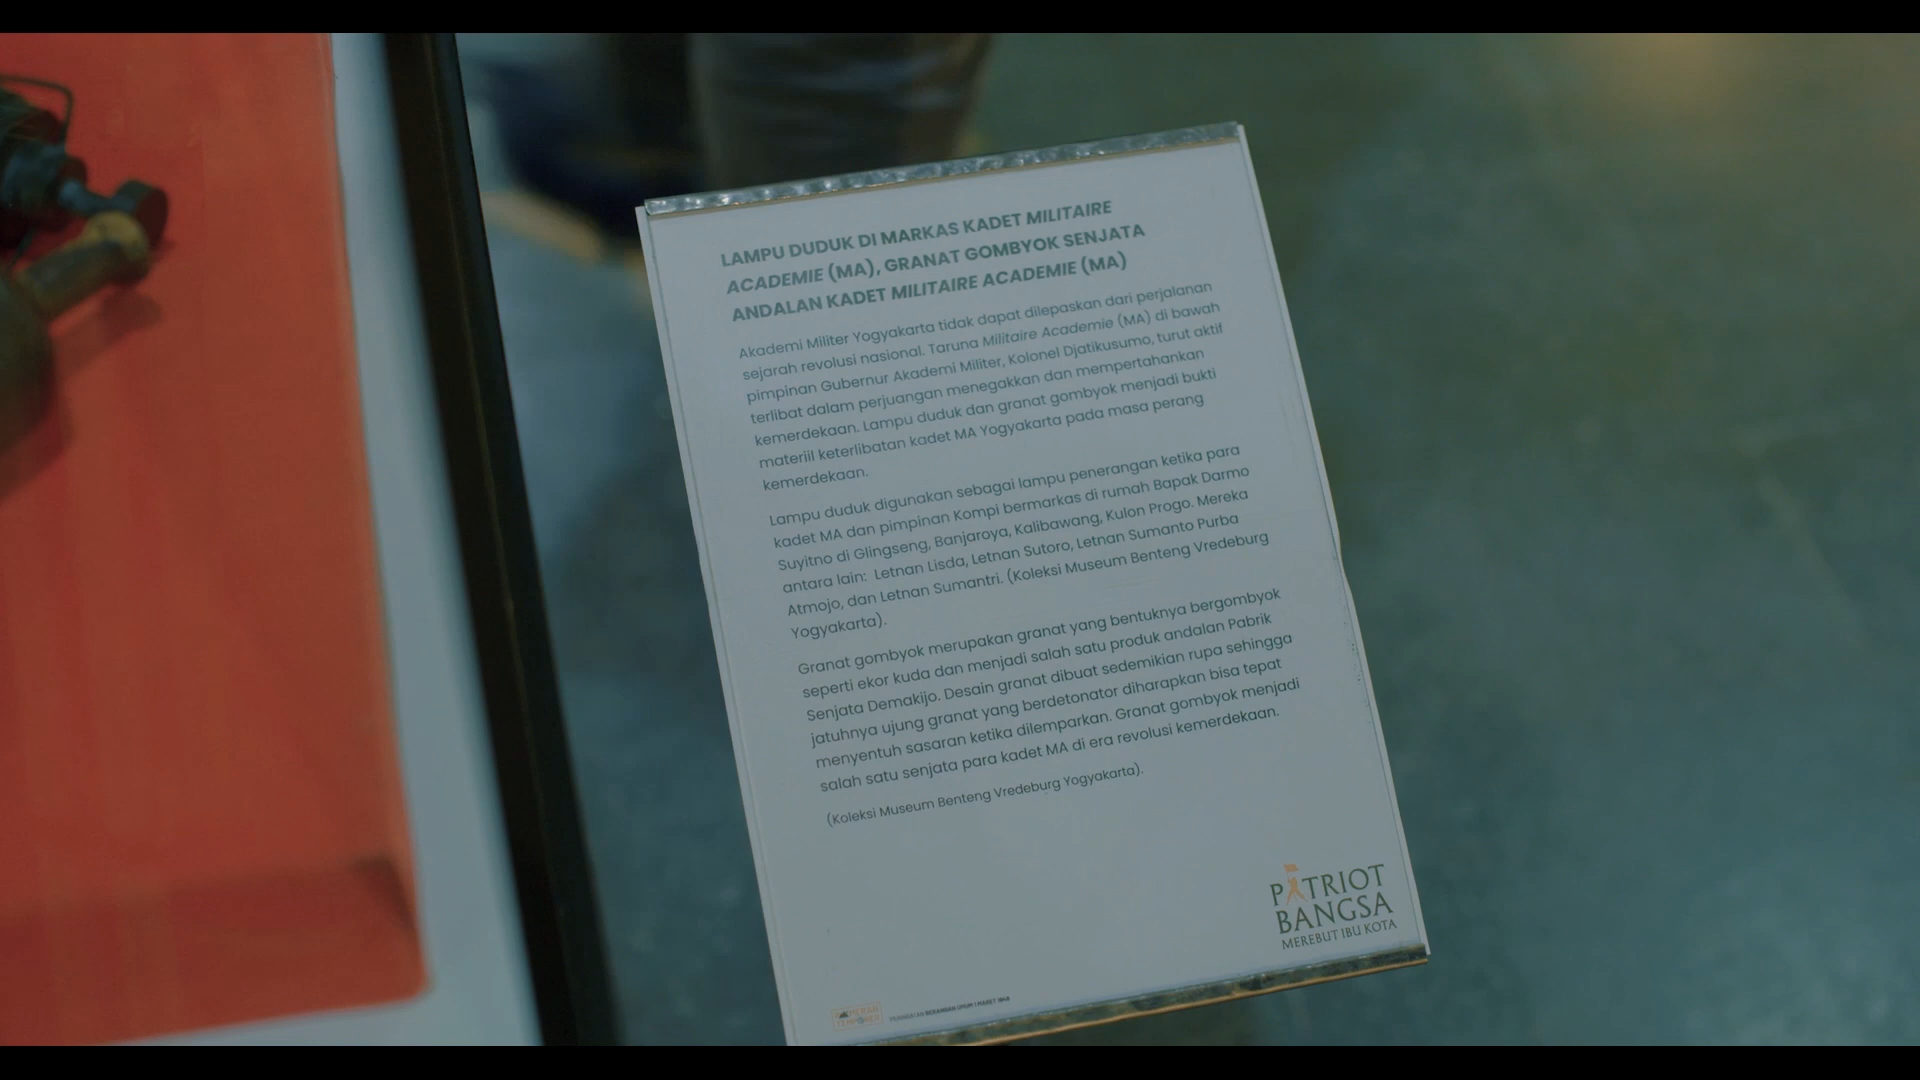 LAMPU DUDUK DI MARKAS KADET MILITAIRE
ACADEMIE (MA), GRANAT GOMBYOK SENJATA
ANDALAN KADET MILITAIRE ACADEMIE (MA)
Akademi Militer Yogyakarta tidak dapat dilepaskan dari perjalanan
sejarah revolusi nasional. Taruna Militaire Academie (MA) di bawah
pimpinan Gubernur Akademi Militer, Kolonel Djatikusumo, turut aktif
terlibat dalam perjuangan menegakkan dan mempertahankan
kemerdekaan. Lampu duduk dan granat gombyok menjadi bukti
materiil keterlibatan kadet MA Yogyakarta pada masa perang
kemerdekaan.
Lampu duduk digunakan sebagai lampu penerangan ketika para
kadet MA dan pimpinan Kompi bermarkas di rumah Bapak Darmo
Suyitno di Glingseng, Banjaroya, Kalibawang, Kulon Progo. Mereka
antara lain: Letnan Lisda, Letnan Sutoro, Letnan Sumanto Purba
Atmojo, dan Letnan Sumantri. (Koleksi Museum Benteng Vredeburg
Yogyakarta).
Granat gombyok merupakan granat yang bentuknya bergombyok
seperti ekor kuda dan menjadi salah satu produk andalan Pabrik
Senjata Demakijo. Desain granat dibuat sedemikian rupa sehingga
jatuhnya ujung granat yang berdetonator diharapkan bisa tepat
menyentuh sasaran ketika dilemparkan. Granat gombyok menjadi
salah satu senjata para kadet MA di era revolusi kemerdekaan.
(Koleksi Museum Benteng Vredeburg Yogyakarta).
PATRIOT
BANGSA
MEREBUT IBU KOTA
PAMERAN
TEMPORER
PERINGATAN SERANGAN UMUM 1 MARET 1949